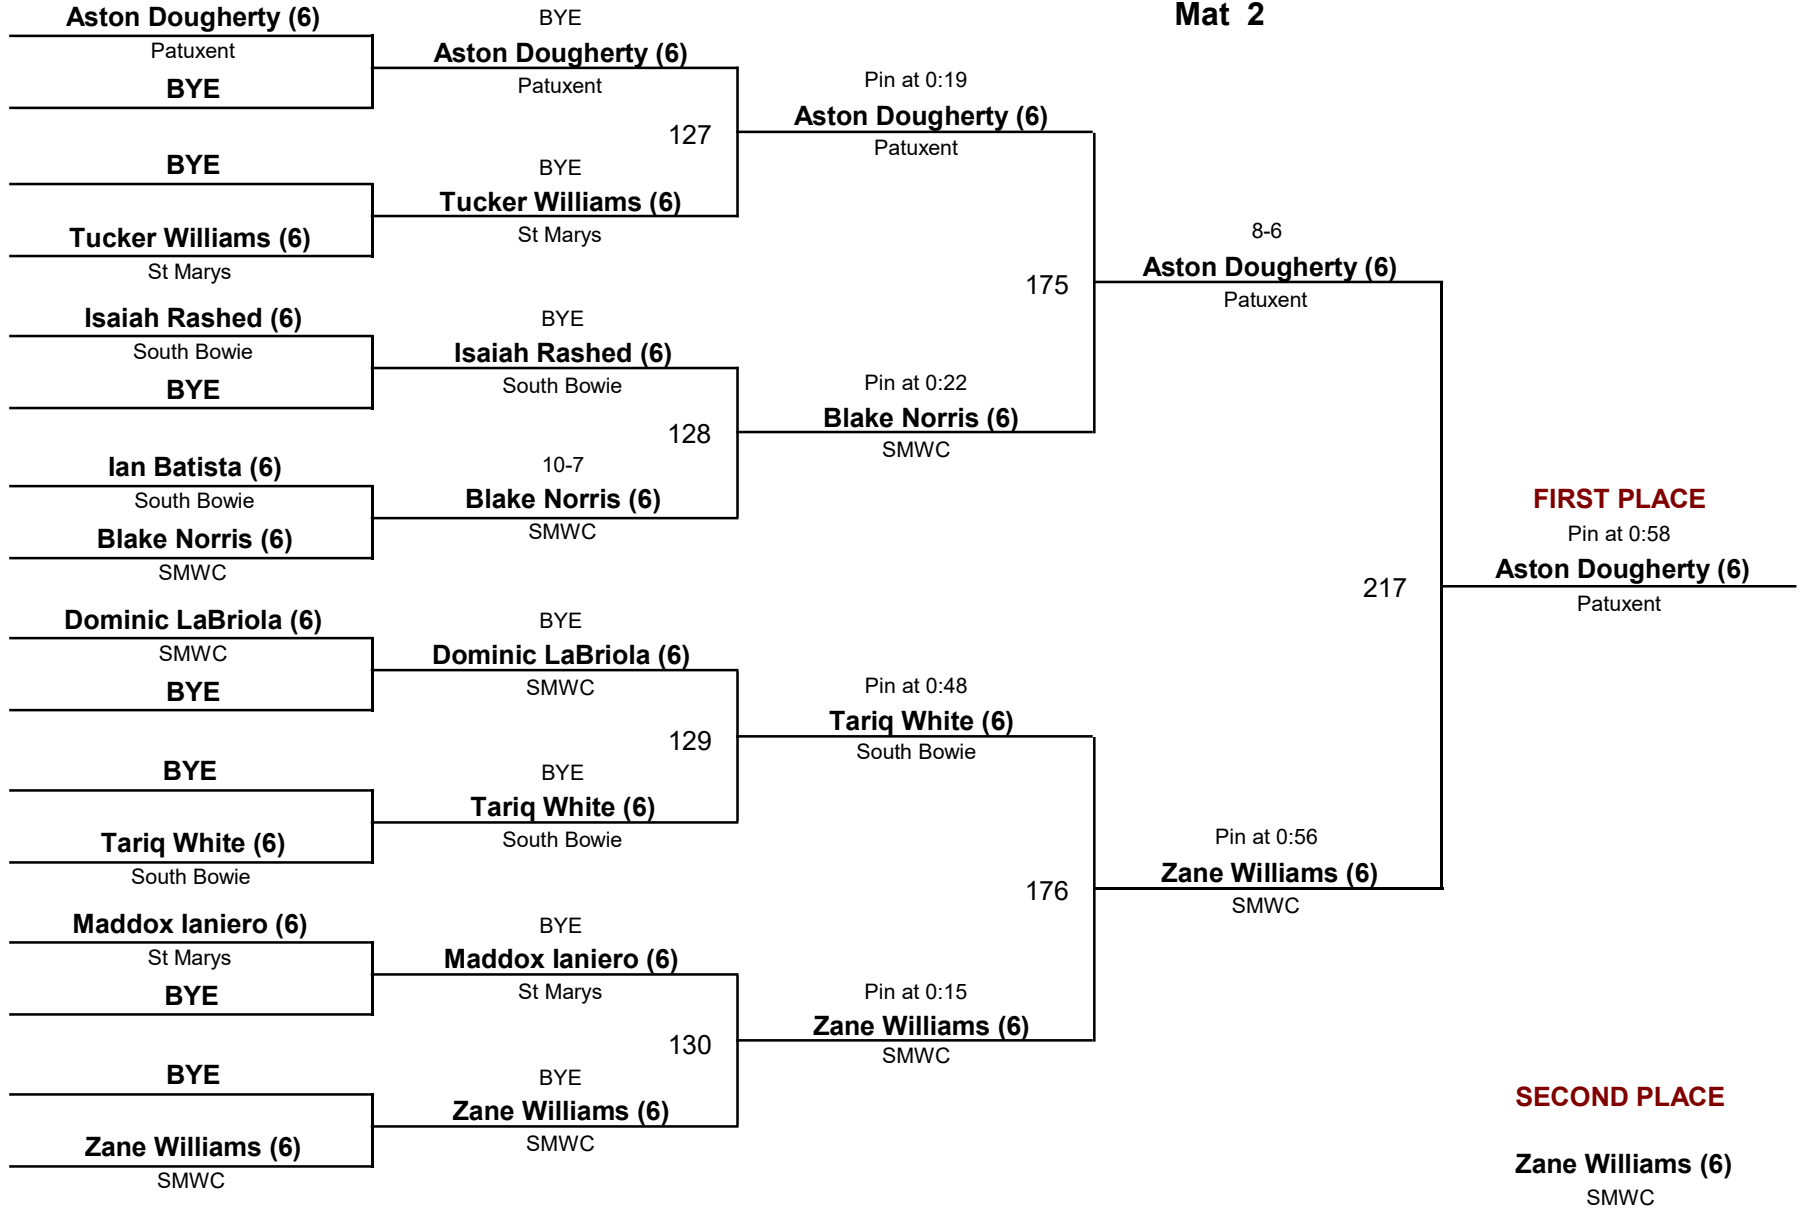 Mat 2
Aston Dougherty (6)
Patuxent
BYE
BYE
Tucker Williams (6)
St Marys
Isaiah Rashed (6)
South Bowie
BYE
Ian Batista (6)
South Bowie
Blake Norris (6)
SMWC
Dominic LaBriola (6)
SMWC
BYE
BYE
Tariq White (6)
South Bowie
Maddox Ianiero (6)
St Marys
BYE
BYE
Zane Williams (6)
SMWC
BYE
Aston Dougherty (6)
Patuxent
127
BYE
Tucker Williams (6)
St Marys
BYE
Isaiah Rashed (6)
South Bowie
128
10-7
Blake Norris (6)
SMWC
BYE
Dominic LaBriola (6)
SMWC
129
BYE
Tariq White (6)
South Bowie
BYE
Maddox Ianiero (6)
St Marys
130
BYE
Zane Williams (6)
SMWC
Pin at 0:19
Aston Dougherty (6)
Patuxent
175
Pin at 0:22
Blake Norris (6)
SMWC
Pin at 0:48
Tariq White (6)
South Bowie
176
Pin at 0:15
Zane Williams (6)
SMWC
8-6
Aston Dougherty (6)
Patuxent
217
Pin at 0:56
Zane Williams (6)
SMWC
FIRST PLACE
Pin at 0:58
Aston Dougherty (6)
Patuxent
SECOND PLACE
Zane Williams (6)
SMWC